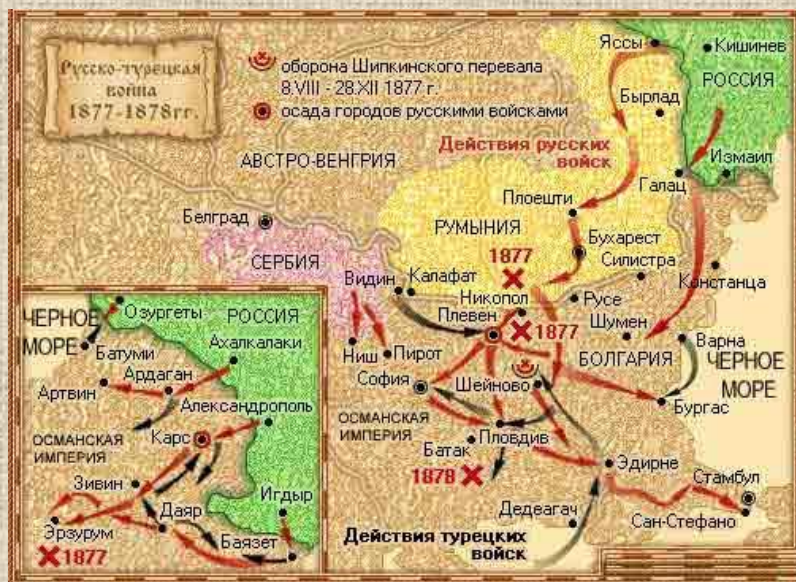 Русско-турецкая
война
1877-1878гг.
оборона Шипкинского перевала
8.VIII - 28.XII 1877 г.
осада городов русскими войсками
Яссы
Кишинев
РОССИЯ
Бырлад
Действия русских
войск
АВСТРО-ВЕНГРИЯ
Измаил
Галац
Плоешти
Белград
РУМЫНИЯ
Бухарест
СЕРБИЯ
1877
Силистра
Видин
Калафат
Констанца
Никопол
Русе
Плевен
1877
Шумен
Варна
Ниш
Пирот
БОЛГАРИЯ
ЧЕРНОЕ
МОРЕ
София
Шейново
Бургас
ОСМАНСКАЯ
ИМПЕРИЯ
Пловдив
Батак
1878
Эдирне
Стамбул
Дедеагач
Сан-Стефано
Действия турецких
войск
ЧЕРНОЕ
МОРЕ
Озургеты
РОССИЯ
Батуми
Ахалкалаки
Ардаган
Артвин
Александрополь
ОСМАНСКАЯ
ИМПЕРИЯ
Карс
Зивин
Игдыр
Даяр
Эрзурум
Баязет
1877